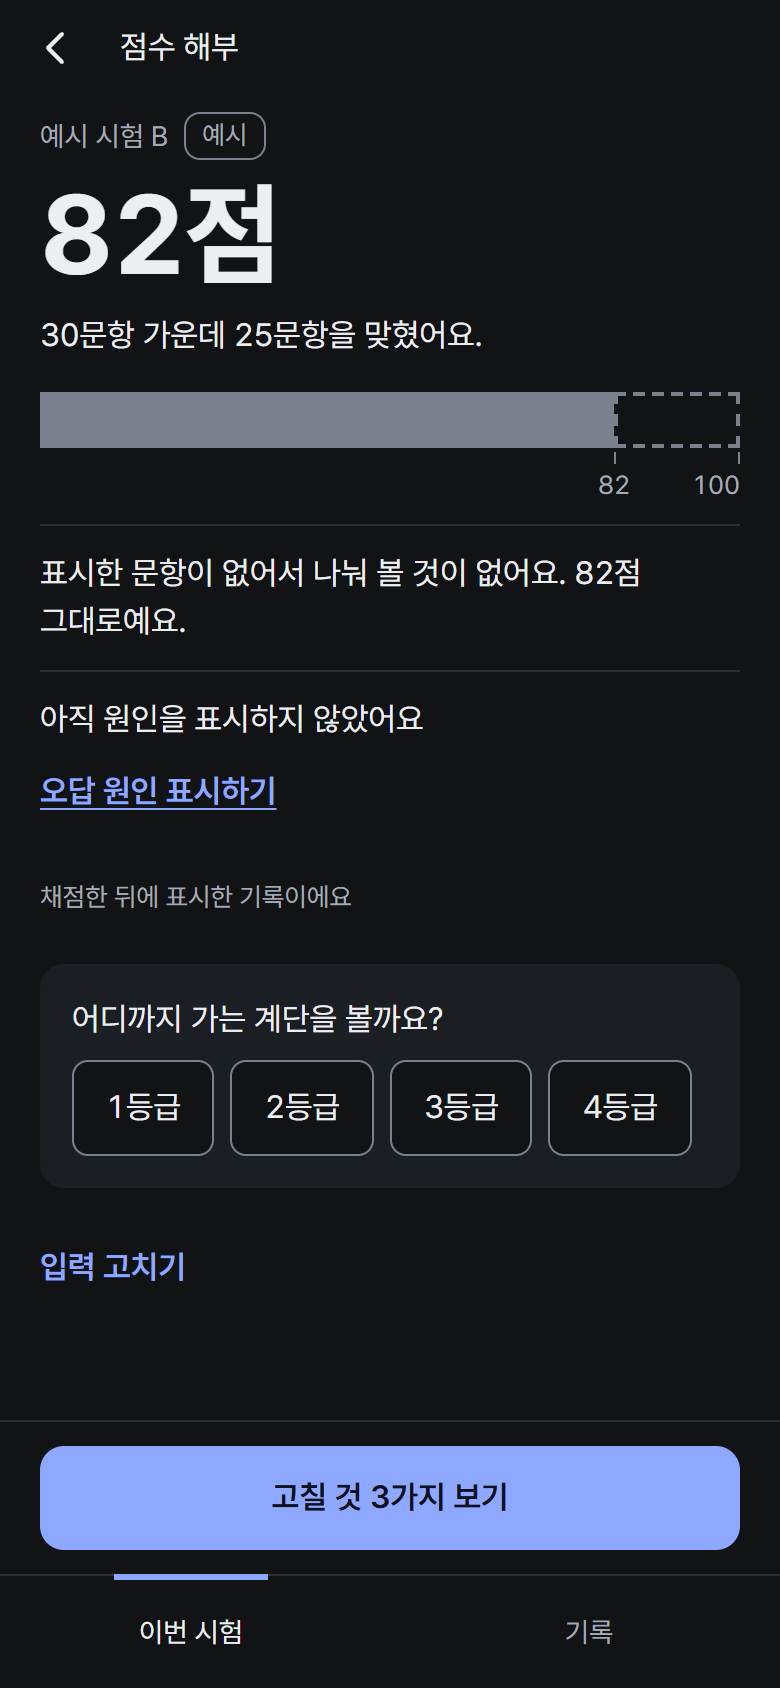 점수 해부
예시 시험 B 예시
82점
30문항 가운데 25문항을 맞혔어요.
82 100
표시한 문항이 없어서 나눠 볼 것이 없어요. 82점
그대로예요.
아직 원인을 표시하지 않았어요
오답 원인 표시하기
채점한 뒤에 표시한 기록이에요
어디까지 가는 계단을 볼까요?
1등급 2등급 3등급 4등급
입력 고치기
고칠 것 3가지 보기
이번 시험 기록